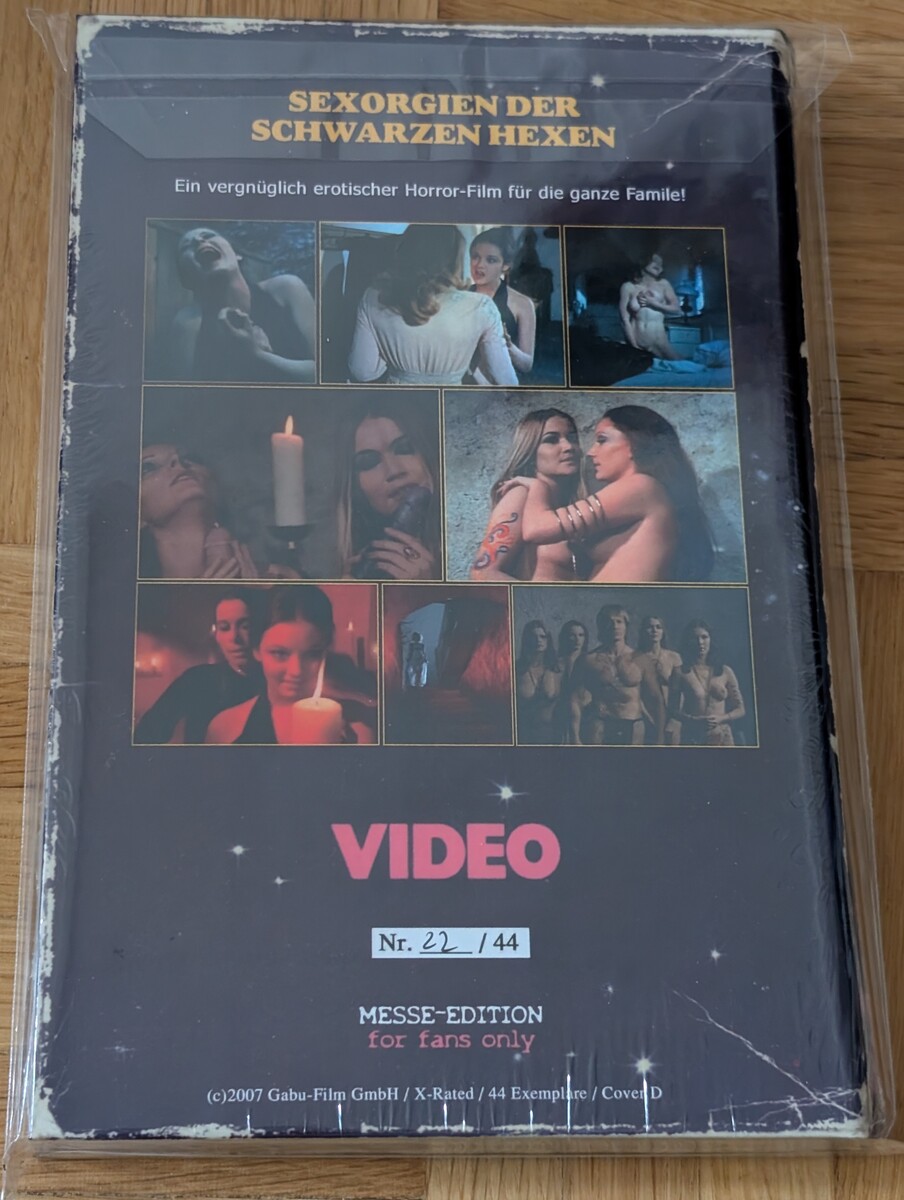 SEXORGIEN DER
SCHWARZEN HEXEN
Ein vergnüglich erotischer Horror-Film für die ganze Famile!
VIDEO
Nr. 22 / 44
MESSE-EDITION
for fans only
(c)2007 Gabu-Film GmbH / X-Rated / 44 Exemplare / Cover D